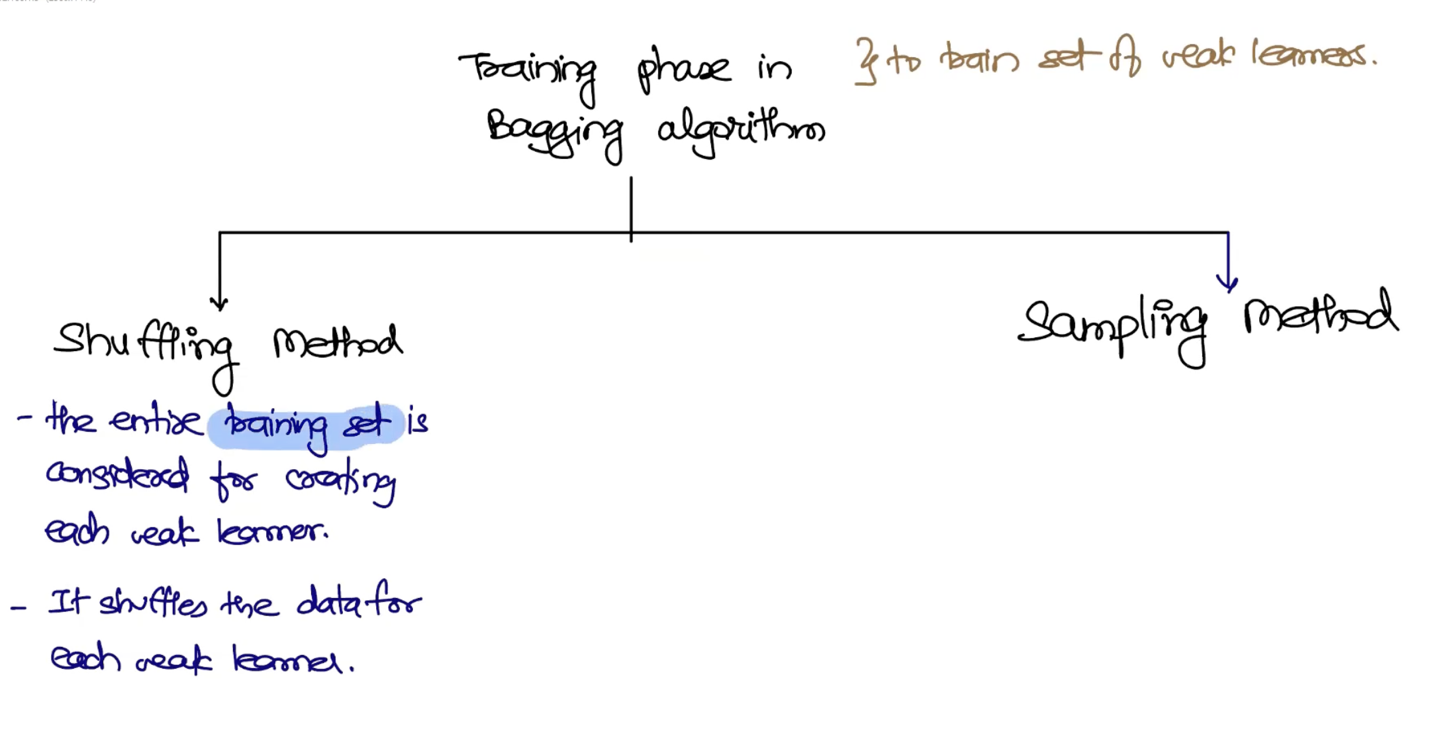 Training phase in } to train set of weak learners.
Bagging algorithm
Shuffling Method
Sampling Method
- the entire training set is
considered for creating
each weak learner.
- It shuffles the data for
each weak learner.